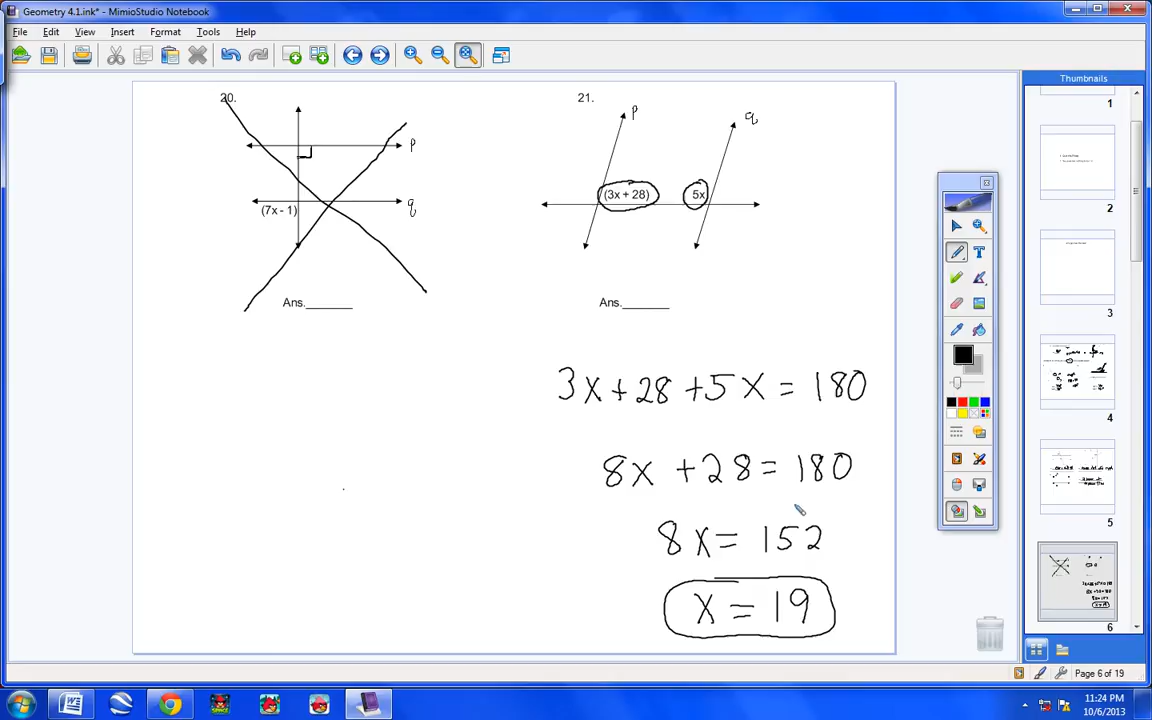 Geometry 4.1.ink* - MimioStudio Notebook
File Edit View Insert Format Tools Help
Thumbnails
20.
p
q
(7x - 1)
Ans._______
21.
p
q
(3x + 28)
5x
Ans._______
3x + 28 + 5x = 180
8x + 28 = 180
8x = 152
x = 19
1
2
3
4
5
6
T
Page 6 of 19
W
11:24 PM
10/6/2013